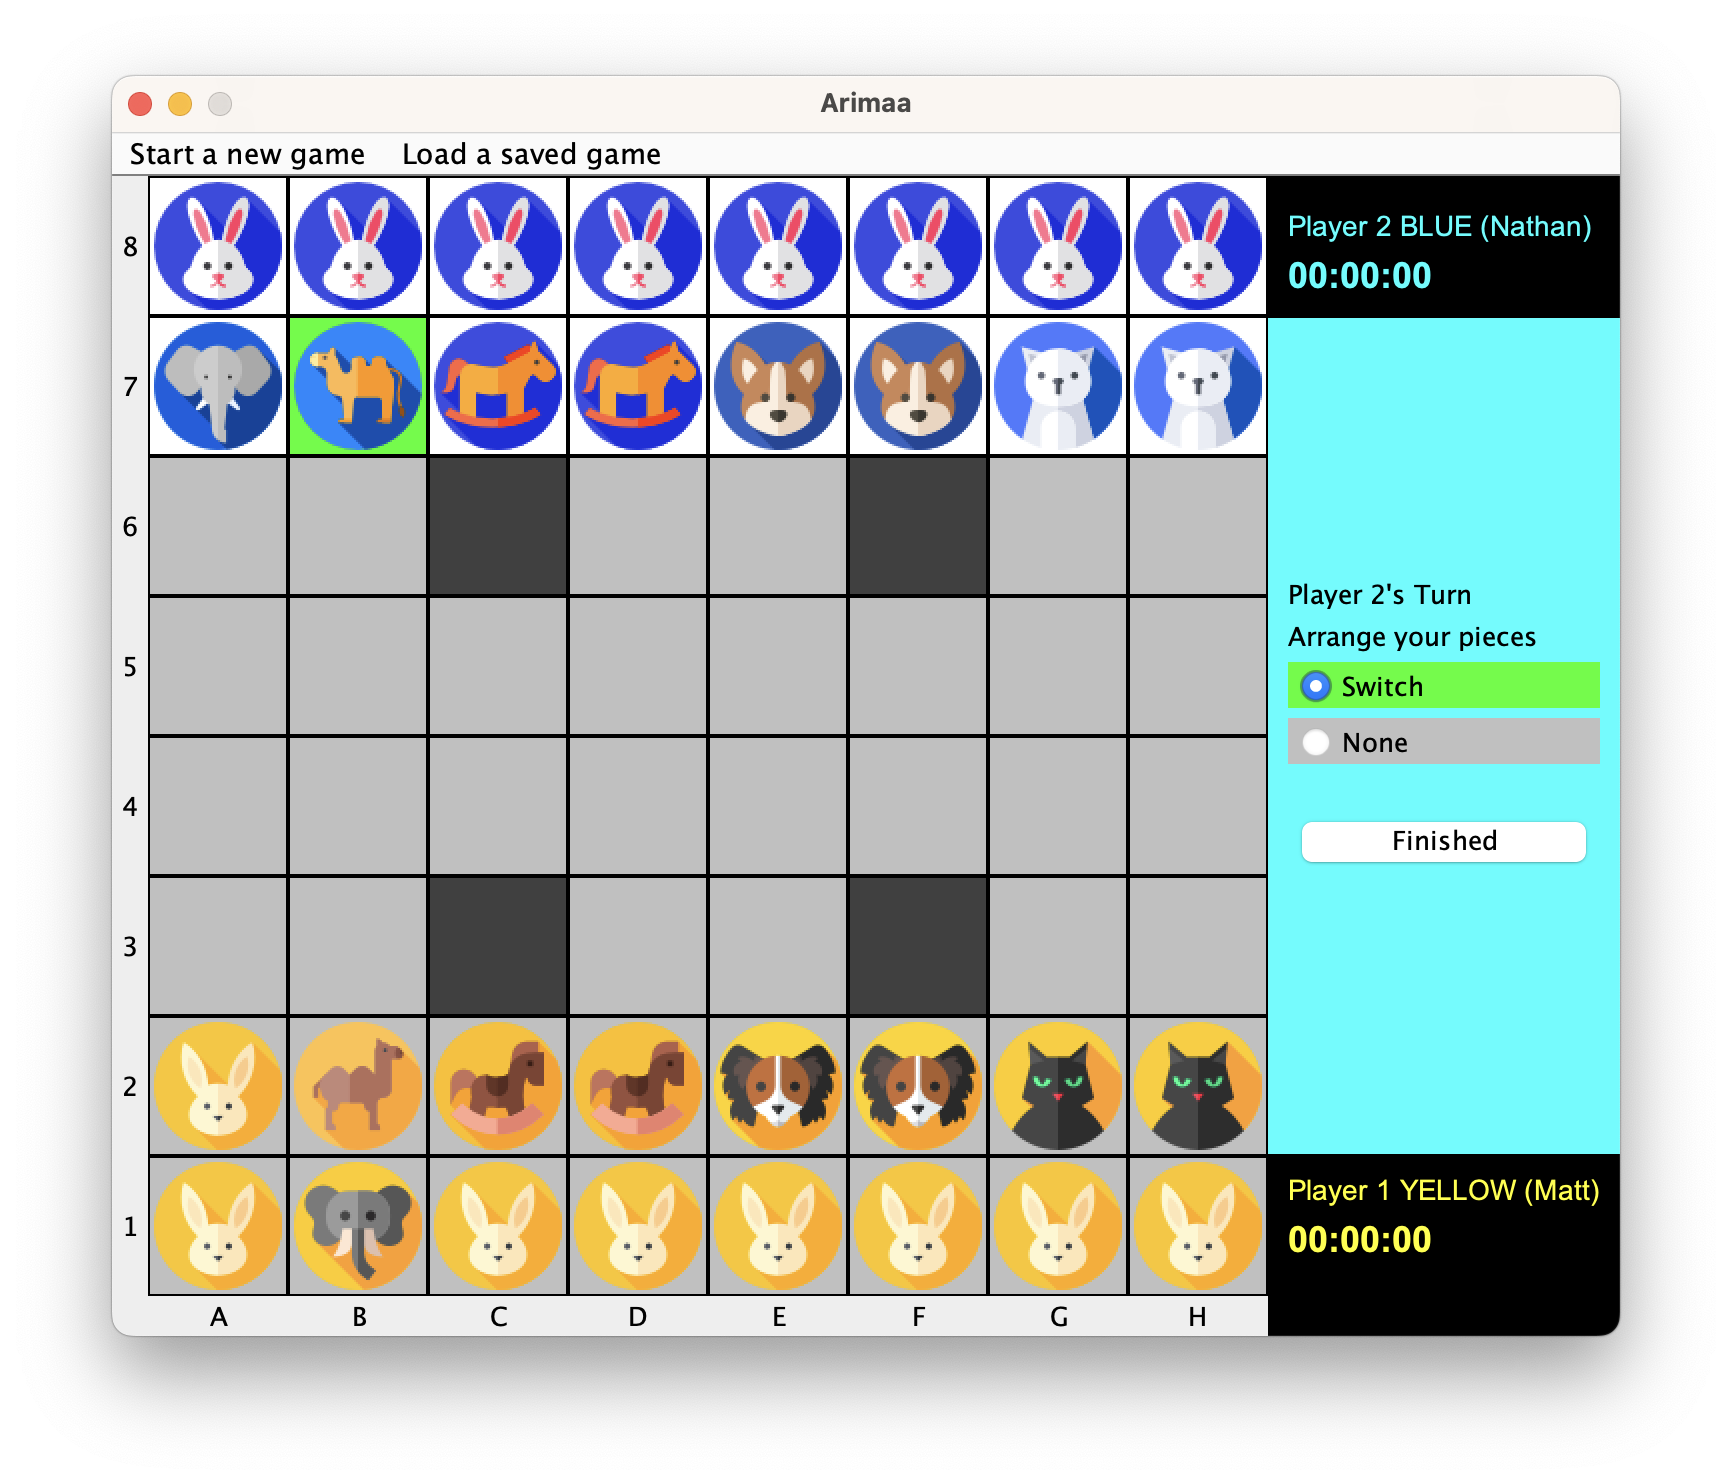 Arimaa
Start a new game Load a saved game
8
Player 2 BLUE (Nathan)
00:00:00
7
6
5
Player 2's Turn
Arrange your pieces
Switch
None
4
Finished
3
2
1
Player 1 YELLOW (Matt)
00:00:00
A B C D E F G H